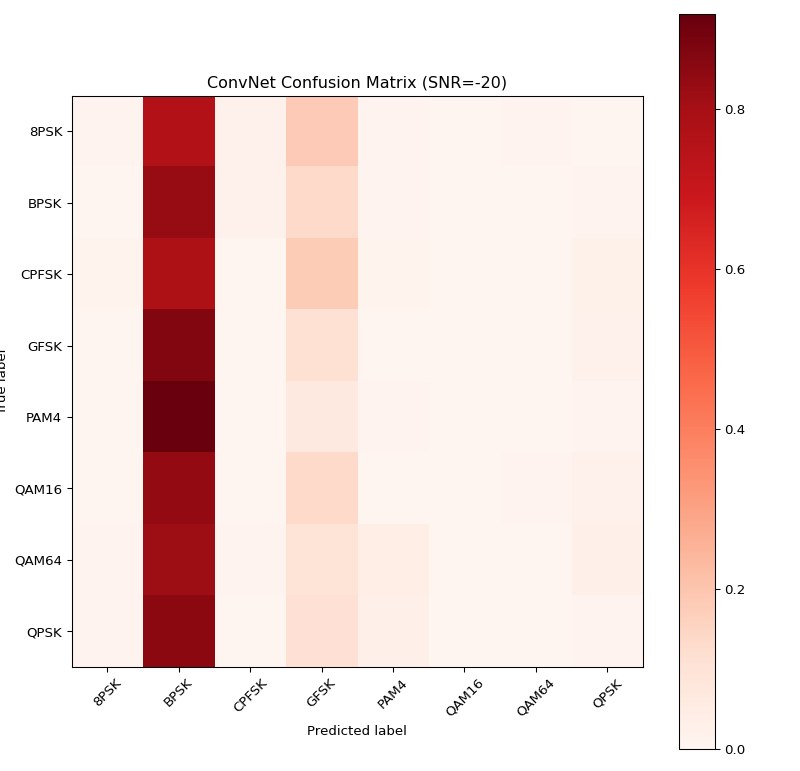 ConvNet Confusion Matrix (SNR=-20)
8PSK
BPSK
CPFSK
GFSK
PAM4
QAM16
QAM64
QPSK
label
8PSK
BPSK
CPFSK
GFSK
PAM4
QAM16
QAM64
QPSK
Predicted label
0.8
0.6
0.4
0.2
0.0